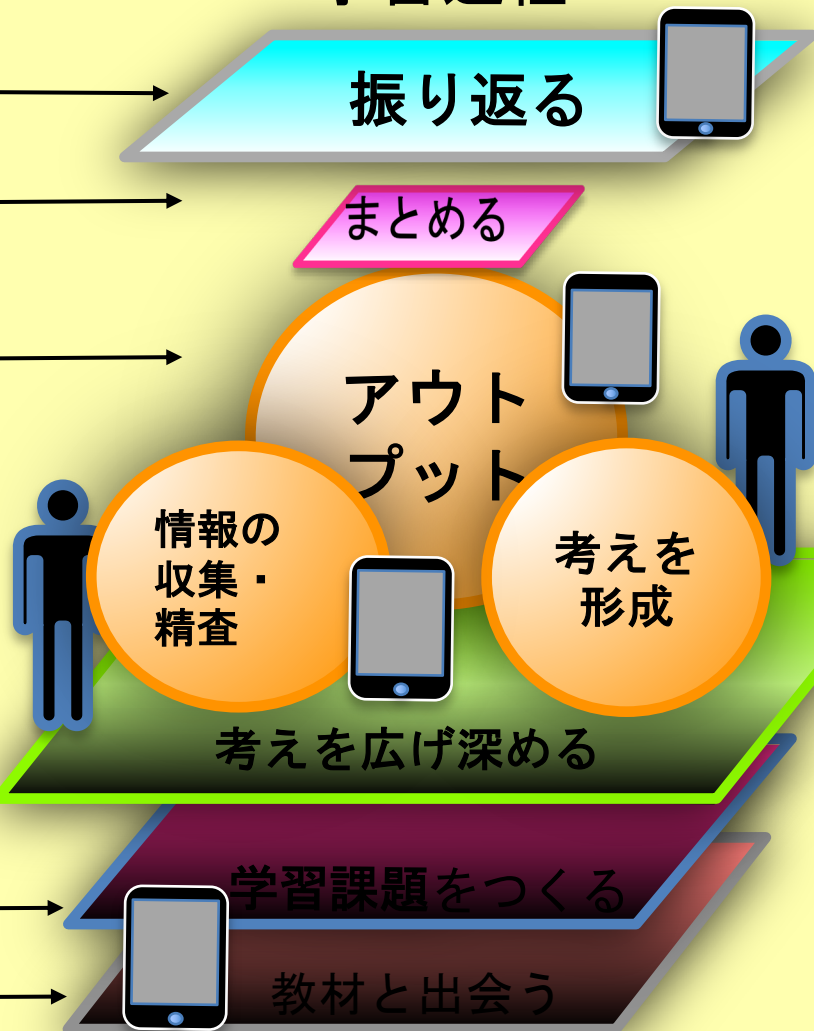 振り返る
まとめる
アウト
プット
情報の
収集・
精査
考えを
形成
考えを広げ深める
学習課題をつくる
教材と出会う